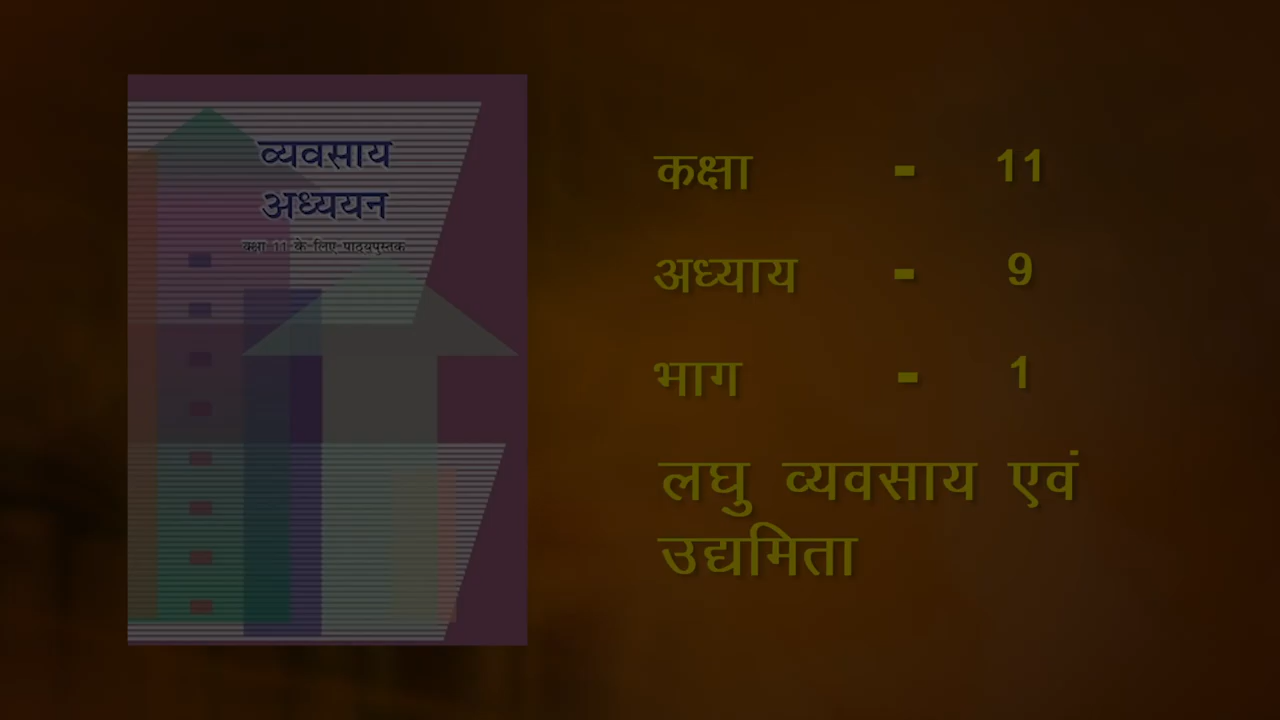 व्यवसाय
अध्ययन
कक्षा 11 के लिए पाठ्यपुस्तक
कक्षा - 11
अध्याय - 9
भाग - 1
लघु व्यवसाय एवं
उद्यमिता